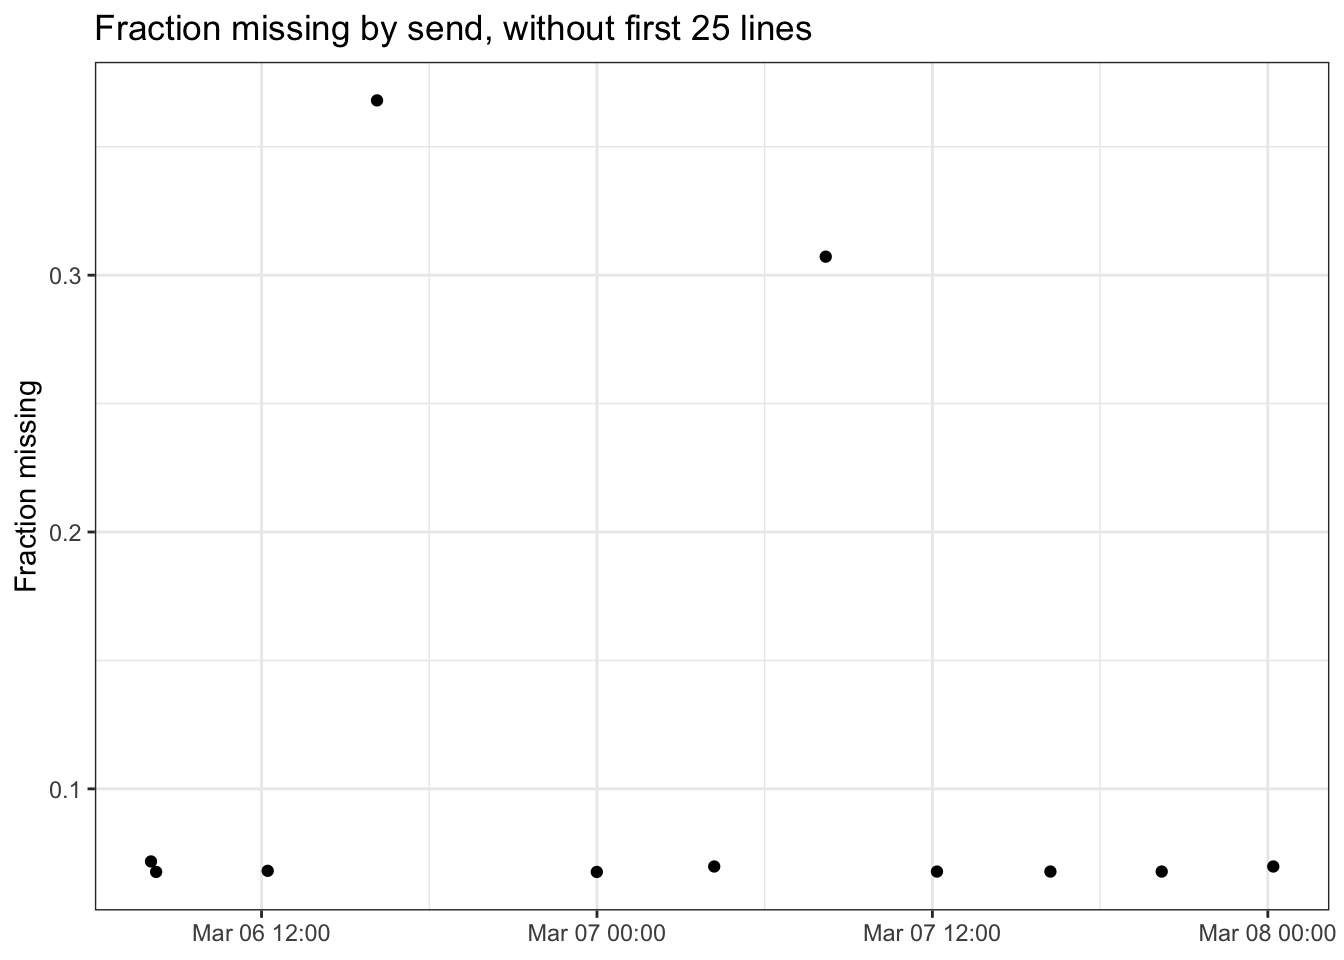 Fraction missing by send, without first 25 lines
Fraction missing
0.3
0.2
0.1
Mar 06 12:00
Mar 07 00:00
Mar 07 12:00
Mar 08 00:00